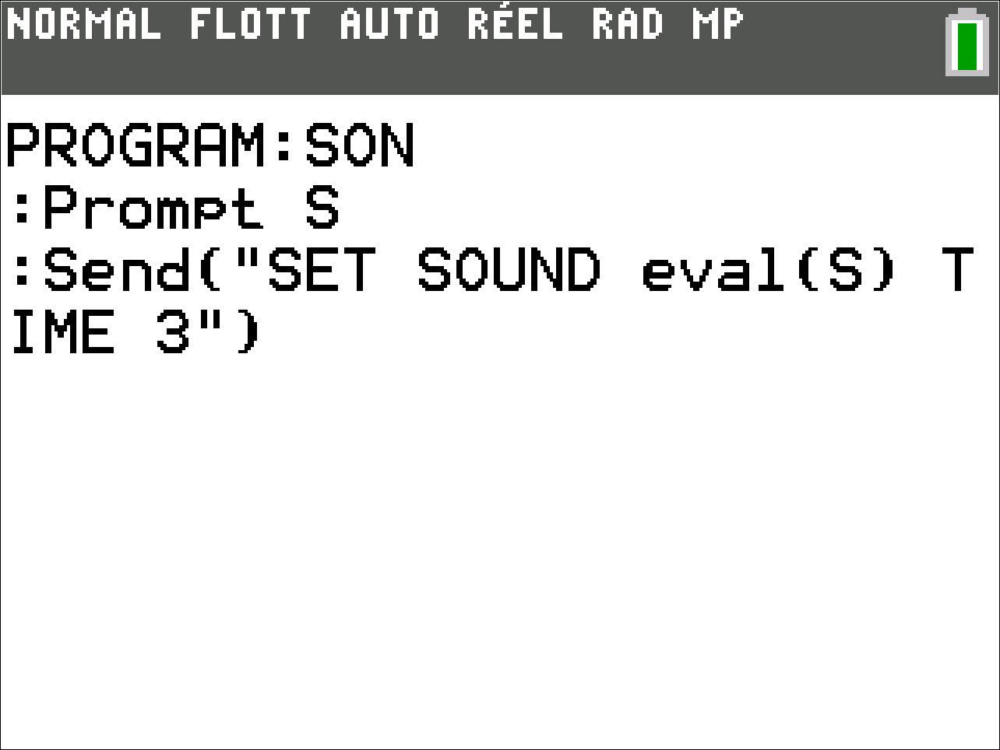 NORMAL FLOTT AUTO RÉEL RAD MP
PROGRAM:SON
:Prompt S
:Send("SET SOUND eval(S) T
IME 3")